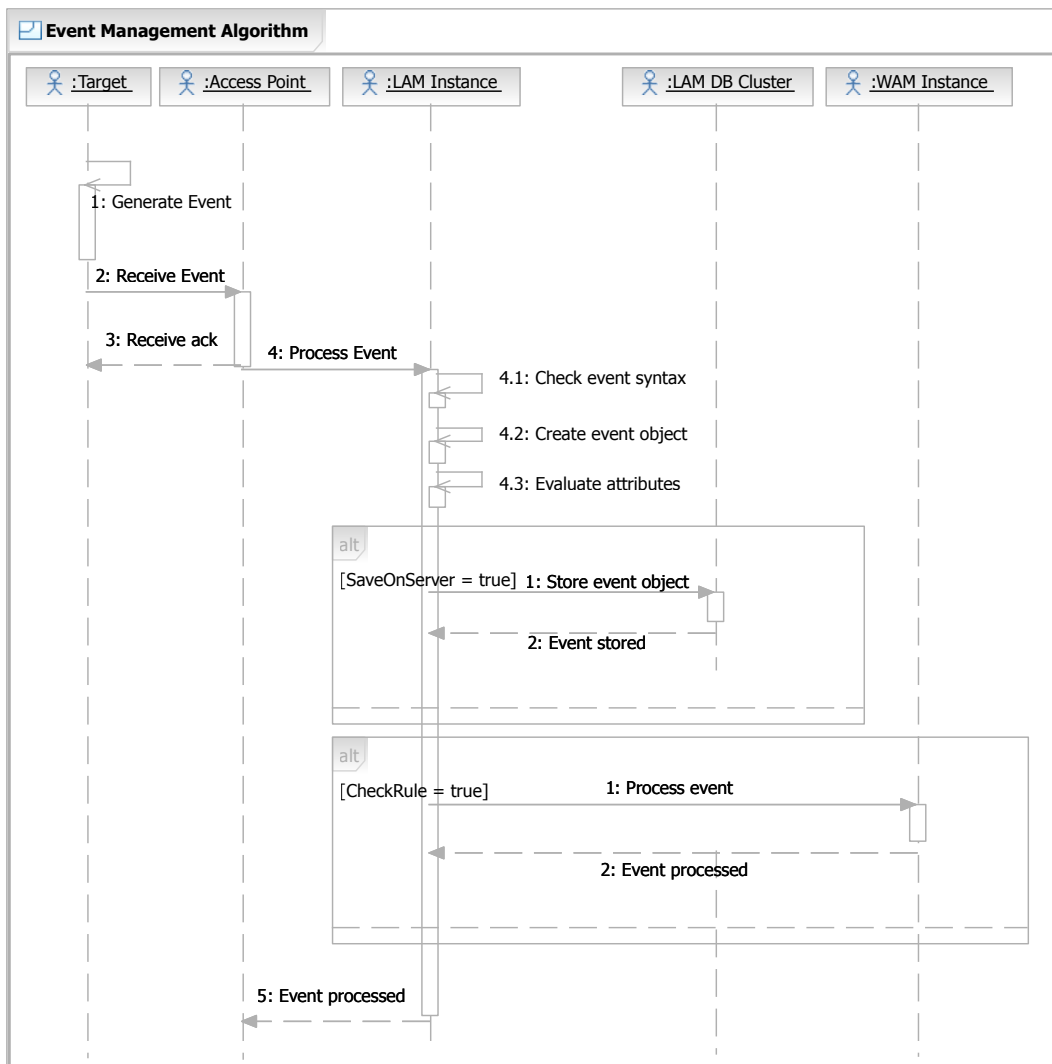 Event Management Algorithm
:Target
:Access Point
:LAM Instance
:LAM DB Cluster
:WAM Instance
1: Generate Event
2: Receive Event
3: Receive ack
4: Process Event
4.1: Check event syntax
4.2: Create event object
4.3: Evaluate attributes
alt
[SaveOnServer = true]
1: Store event object
2: Event stored
alt
[CheckRule = true]
1: Process event
2: Event processed
5: Event processed